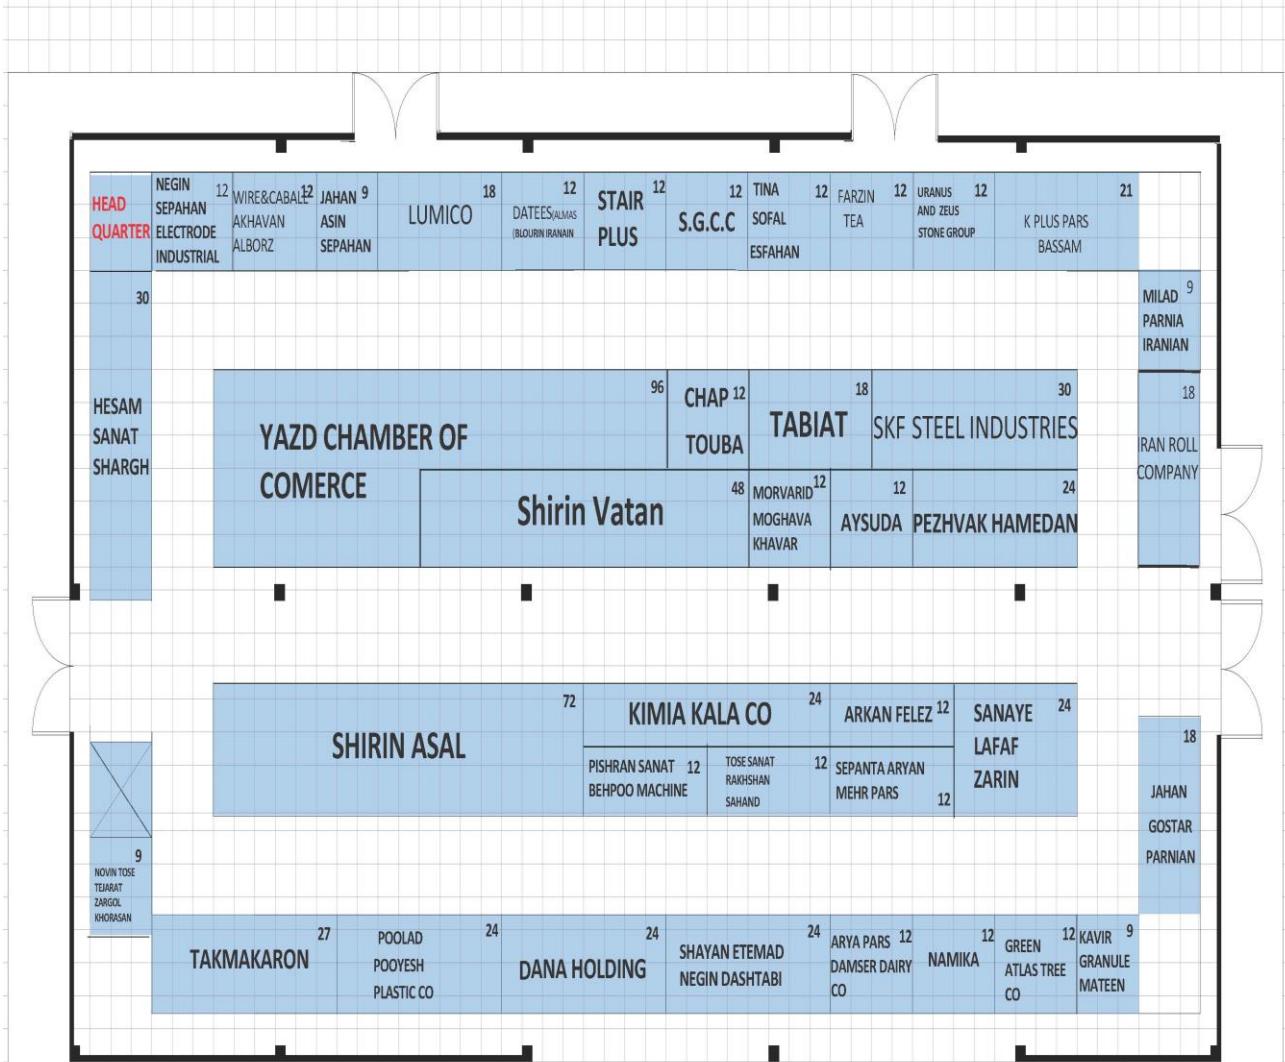 HEAD
QUARTER
NEGIN 12
SEPAHAN
ELECTRODE
INDUSTRIAL
WIRE&CABALE 12
AKHAVAN
ALBORZ
JAHAN 9
ASIN
SEPAHAN
18
LUMICO
12
DATEES(ALMAS
(BLOURIN IRANAIN
STAIR 12
PLUS
12
S.G.C.C
TINA 12
SOFAL
ESFAHAN
FARZIN 12
TEA
URANUS 12
AND ZEUS
STONE GROUP
21
K PLUS PARS
BASSAM
30
HESAM
SANAT
SHARGH
MILAD 9
PARNIA
IRANIAN
18
IRAN ROLL
COMPANY
96
YAZD CHAMBER OF
COMERCE
CHAP 12
TOUBA
18
TABIAT
30
SKF STEEL INDUSTRIES
48
Shirin Vatan
MORVARID 12
MOGHAVA
KHAVAR
12
AYSUDA
24
PEZHVAK HAMEDAN
72
SHIRIN ASAL
24
KIMIA KALA CO
ARKAN FELEZ 12
SANAYE 24
LAFAF
ZARIN
PISHRAN SANAT 12
BEHPOO MACHINE
TOSE SANAT 12
RAKHSHAN
SAHAND
SEPANTA ARYAN
MEHR PARS 12
18
JAHAN
GOSTAR
PARNIAN
9
NOVIN TOSE
TEJARAT
ZARGOL
KHORASAN
27
TAKMAKARON
24
POOLAD
POOYESH
PLASTIC CO
24
DANA HOLDING
24
SHAYAN ETEMAD
NEGIN DASHTABI
ARYA PARS 12
DAMSER DAIRY
CO
12
NAMIKA
12
GREEN
ATLAS TREE
CO
KAVIR 9
GRANULE
MATEEN